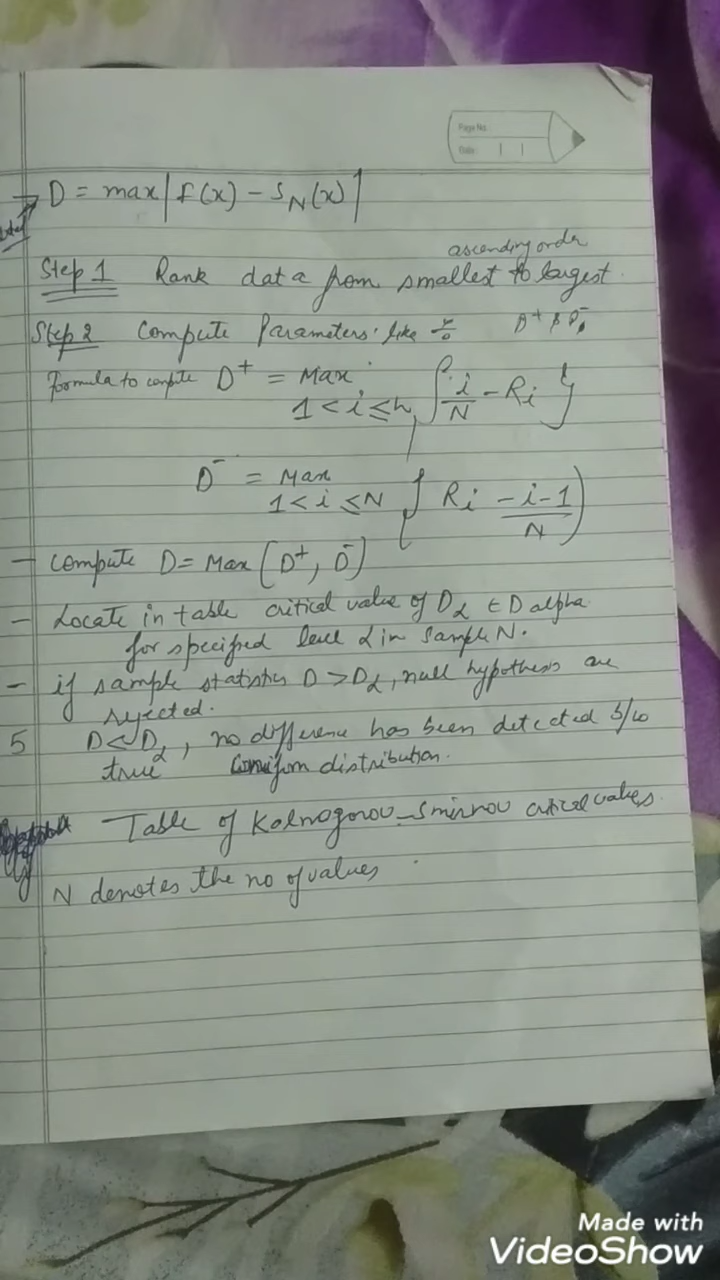 Page No.
Date:
D = max |F(x) - S_N(x)|
ascending order
Step 1 Rank data from smallest to largest
Step 2 Compute Parameters like D⁺ & D⁻
Formula to compute D⁺ = Max 1 < i ≤ N { i/N - Ri }
D⁻ = Max 1 < i ≤ N { Ri - i-1/N )
- Compute D = Max (D⁺, D⁻)
- Locate in table critical value of Dα D alpha
for specified level α in sample N.
- if sample statistics D > Dα, null hypothesis are
rejected.
5 D < Dα, no difference has been detected b/w
true uniform distribution.
Table of Kolmogorov-Smirnov critical values.
N denotes the no of values
Made with
VideoShow